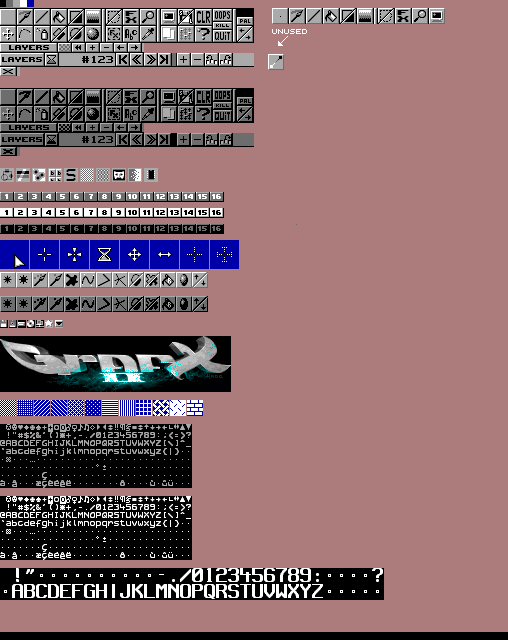 CLR OOPS
KILL
PAL
QUIT
UNUSED
LAYERS
LAYERS #123
CLR OOPS
KILL
PAL
QUIT
LAYERS
LAYERS #123
1 2 3 4 5 6 7 8 9 10 11 12 13 14 15 16
1 2 3 4 5 6 7 8 9 10 11 12 13 14 15 16
1 2 3 4 5 6 7 8 9 10 11 12 13 14 15 16
GrafX
II
0123456789:;<=>?
@ABCDEFGHIJKLMNOPQRSTUVWXYZ[\]^_
`abcdefghijklmnopqrstuvwxyz{|}
0123456789:;<=>?
@ABCDEFGHIJKLMNOPQRSTUVWXYZ[\]^_
`abcdefghijklmnopqrstuvwxyz{|}
!" -./0123456789: ?
ABCDEFGHIJKLMNOPQRSTUVWXYZ